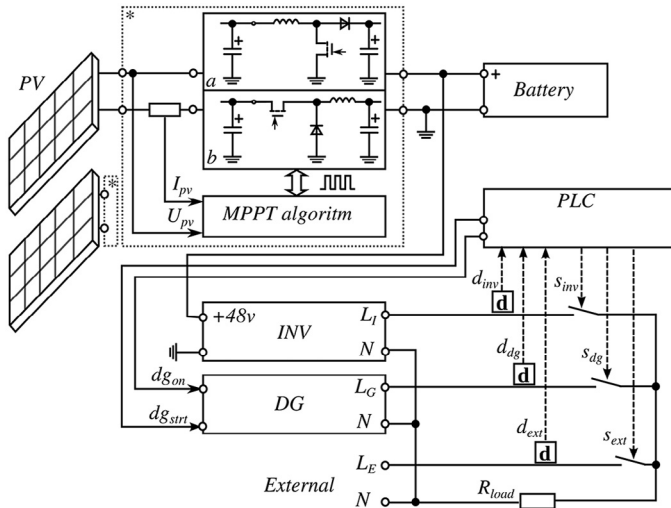 *
PV
+
+
a
+
Battery
+
+
b
*
I_pv
U_pv
MPPT algoritm
PLC
d_inv
s_inv
d
+48v
INV
L_I
N
d_dg
s_dg
d
dg_on
DG
L_G
dg_strt
N
d_ext
s_ext
d
L_E
External
N
R_load